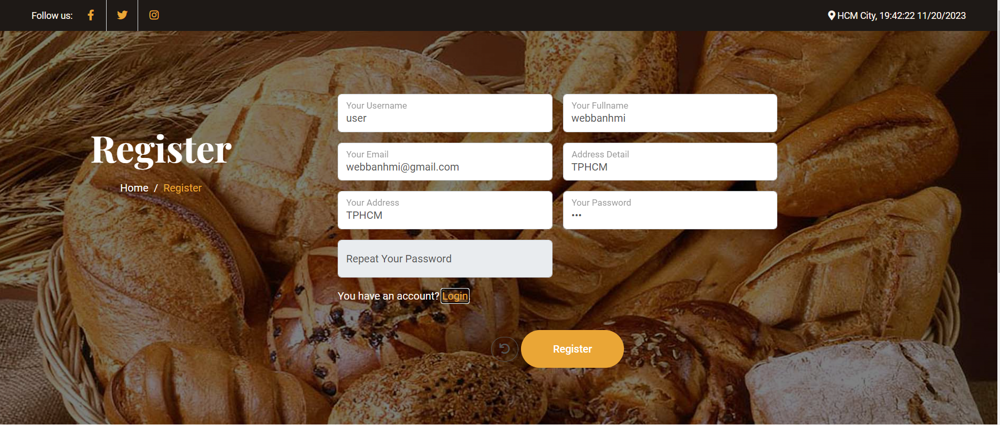 Follow us:
HCM City, 19:42:22 11/20/2023
Register
Home / Register
Your Username
user
Your Fullname
webbanhmi
Your Email
webbanhmi@gmail.com
Address Detail
TPHCM
Your Address
TPHCM
Your Password
•••
Repeat Your Password
You have an account? Login
Register